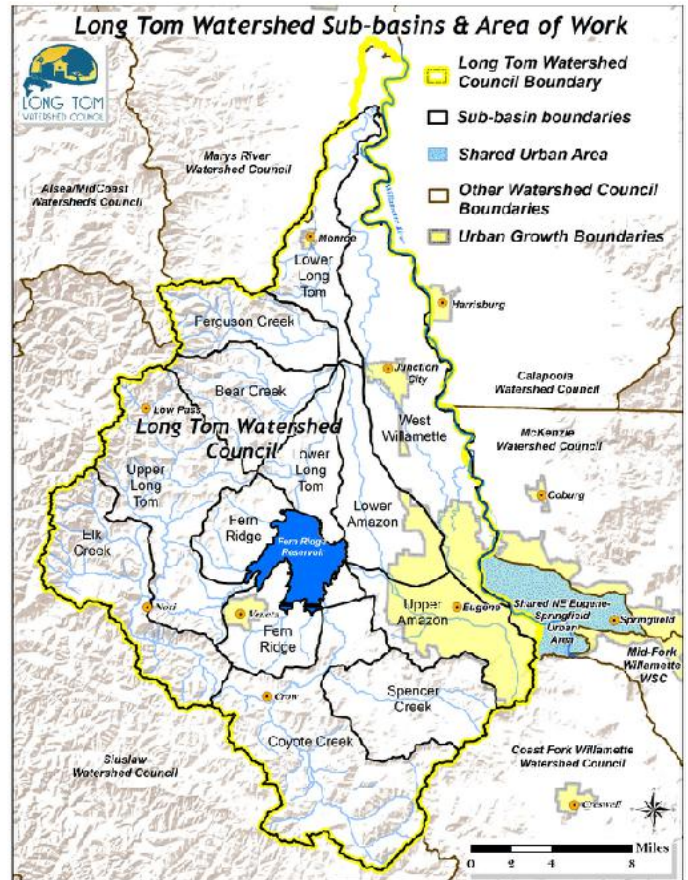 Long Tom Watershed Sub-basins & Area of Work
LONG TOM
WATERSHED COUNCIL
Long Tom Watershed
Council Boundary
Sub-basin boundaries
Shared Urban Area
Other Watershed Council
Boundaries
Urban Growth Boundaries
Marys River
Watershed Council
Alsea/MidCoast
Watersheds Council
Willamette River
Monroe
Lower
Long
Tom
Harrisburg
Ferguson Creek
Junction
City
Calapooia
Watershed Council
Bear Creek
Low Pass
West
Willamette
Long Tom Watershed
Council
McKenzie
Watershed Council
Upper
Long
Tom
Lower
Long
Tom
Coburg
Lower
Amazon
Elk
Creek
Fern
Ridge
Fern Ridge
Reservoir
Noti
Veneta
Upper
Amazon
Eugene
Shared NE Eugene-
Springfield
Urban
Area
Springfield
Fern
Ridge
Mid-Fork
Willamette
WSC
Crow
Spencer
Creek
Coyote Creek
Siuslaw
Watershed Council
Coast Fork Willamette
Watershed Council
Creswell
Miles
0 2 4 8